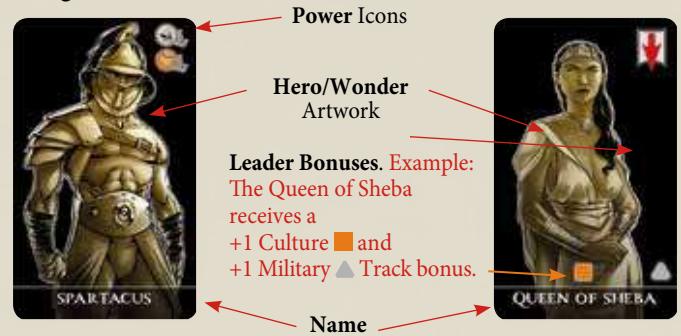 Power Icons
Hero/Wonder
Artwork
Leader Bonuses. Example:
The Queen of Sheba
receives a
+1 Culture and
+1 Military Track bonus.
SPARTACUS
QUEEN OF SHEBA
Name